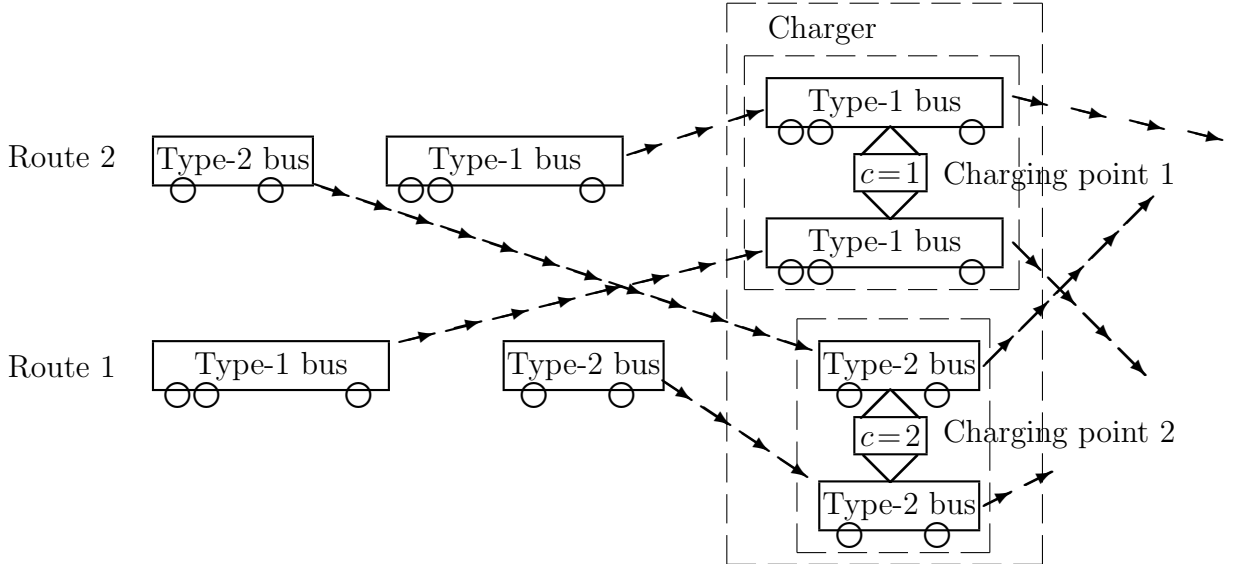 Charger
Type-1 bus
Route 2
Type-2 bus
Type-1 bus
c=1
Charging point 1
Type-1 bus
Route 1
Type-1 bus
Type-2 bus
Type-2 bus
c=2
Charging point 2
Type-2 bus